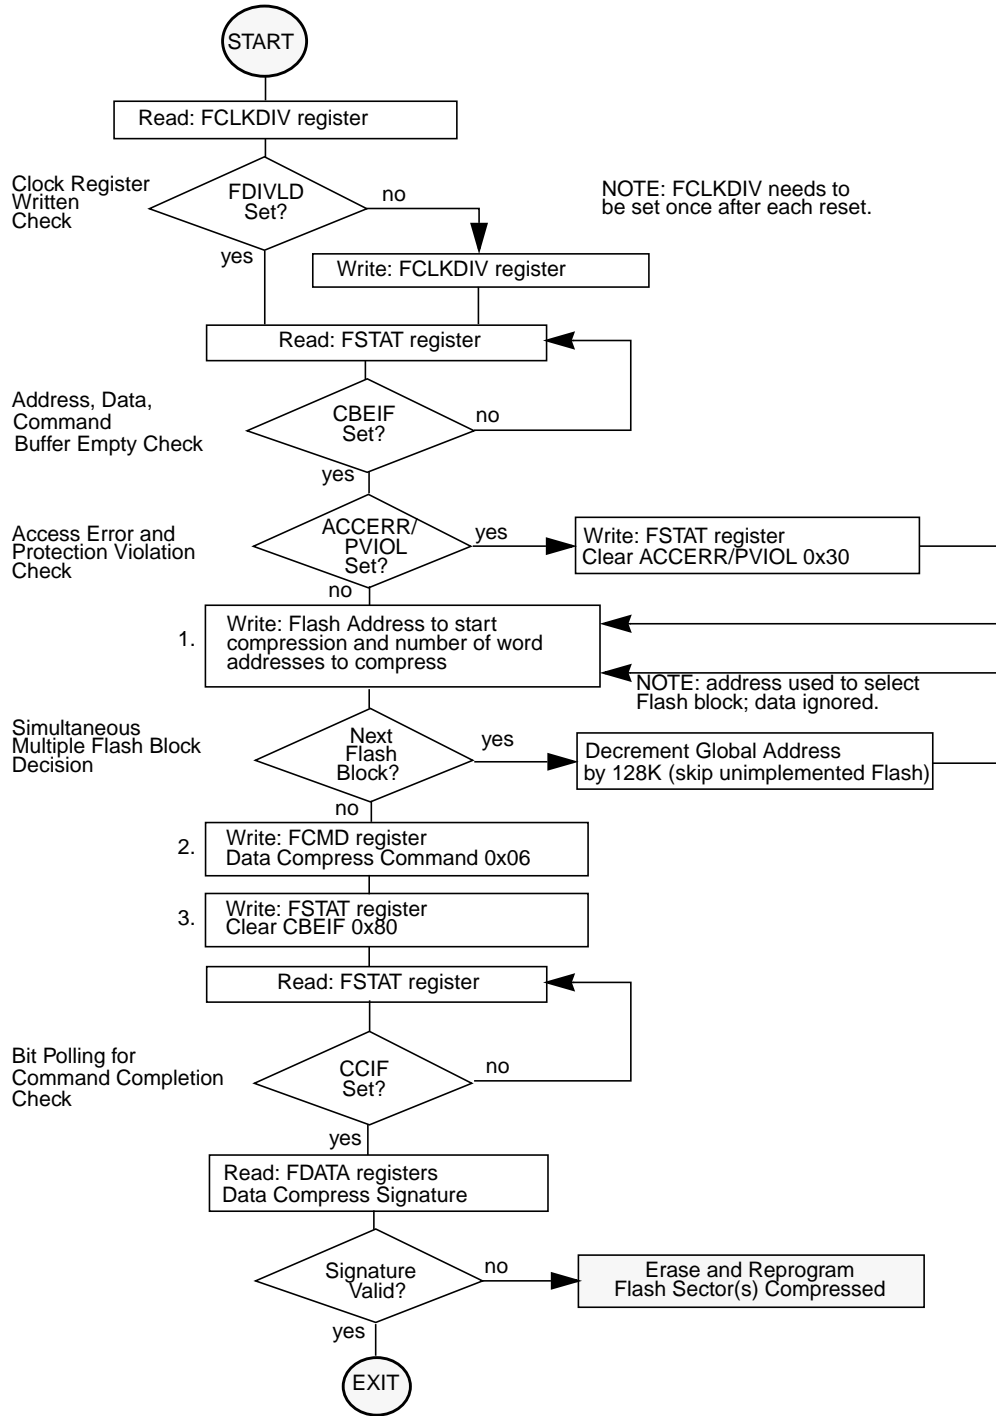 START
Read: FCLKDIV register
Clock Register
Written
Check
FDIVLD
Set?
no
yes
NOTE: FCLKDIV needs to
be set once after each reset.
Write: FCLKDIV register
Read: FSTAT register
Address, Data,
Command
Buffer Empty Check
CBEIF
Set?
no
yes
Access Error and
Protection Violation
Check
ACCERR/
PVIOL
Set?
yes
no
Write: FSTAT register
Clear ACCERR/PVIOL 0x30
1.
Write: Flash Address to start
compression and number of word
addresses to compress
NOTE: address used to select
Flash block; data ignored.
Simultaneous
Multiple Flash Block
Decision
Next
Flash
Block?
yes
no
Decrement Global Address
by 128K (skip unimplemented Flash)
2.
Write: FCMD register
Data Compress Command 0x06
3.
Write: FSTAT register
Clear CBEIF 0x80
Read: FSTAT register
Bit Polling for
Command Completion
Check
CCIF
Set?
no
yes
Read: FDATA registers
Data Compress Signature
Signature
Valid?
no
yes
Erase and Reprogram
Flash Sector(s) Compressed
EXIT